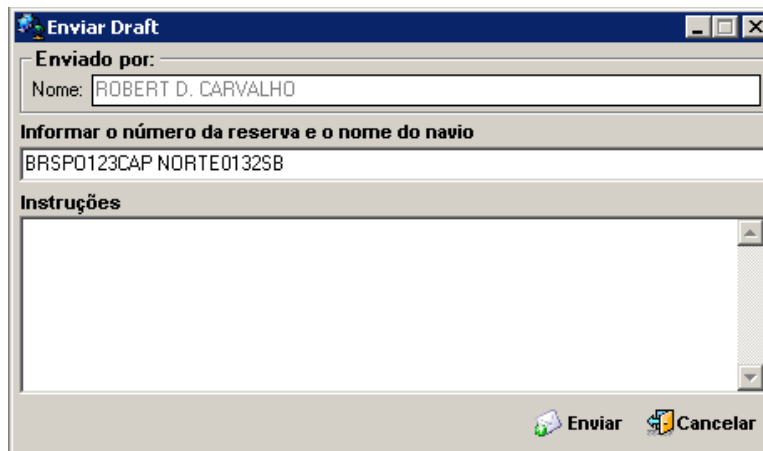 Enviar Draft
Enviado por:
Nome: ROBERT D. CARVALHO
Informar o número da reserva e o nome do navio
BRSPO123CAP NORTE0132SB
Instruções
Enviar Cancelar